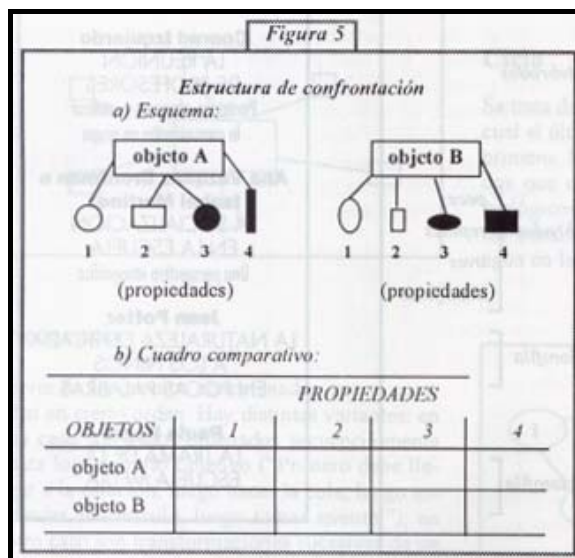 Figura 5
Estructura de confrontación
a) Esquema:
objeto A objeto B
1 2 3 4 1 2 3 4
(propiedades) (propiedades)
b) Cuadro comparativo:
PROPIEDADES
OBJETOS 1 2 3 4
objeto A
objeto B